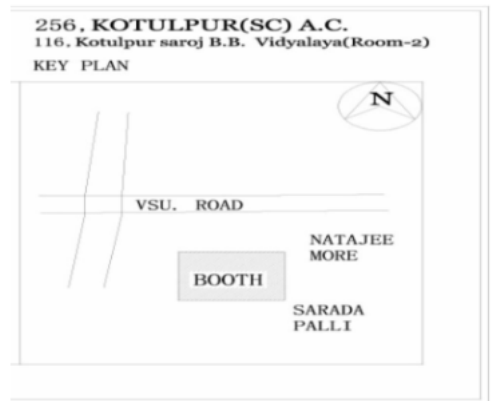 256, KOTULPUR(SC) A.C.
116, Kotulpur saroj B.B. Vidyalaya(Room-2)
KEY PLAN
N
VSU. ROAD
NATAJEE
MORE
BOOTH
SARADA
PALLI